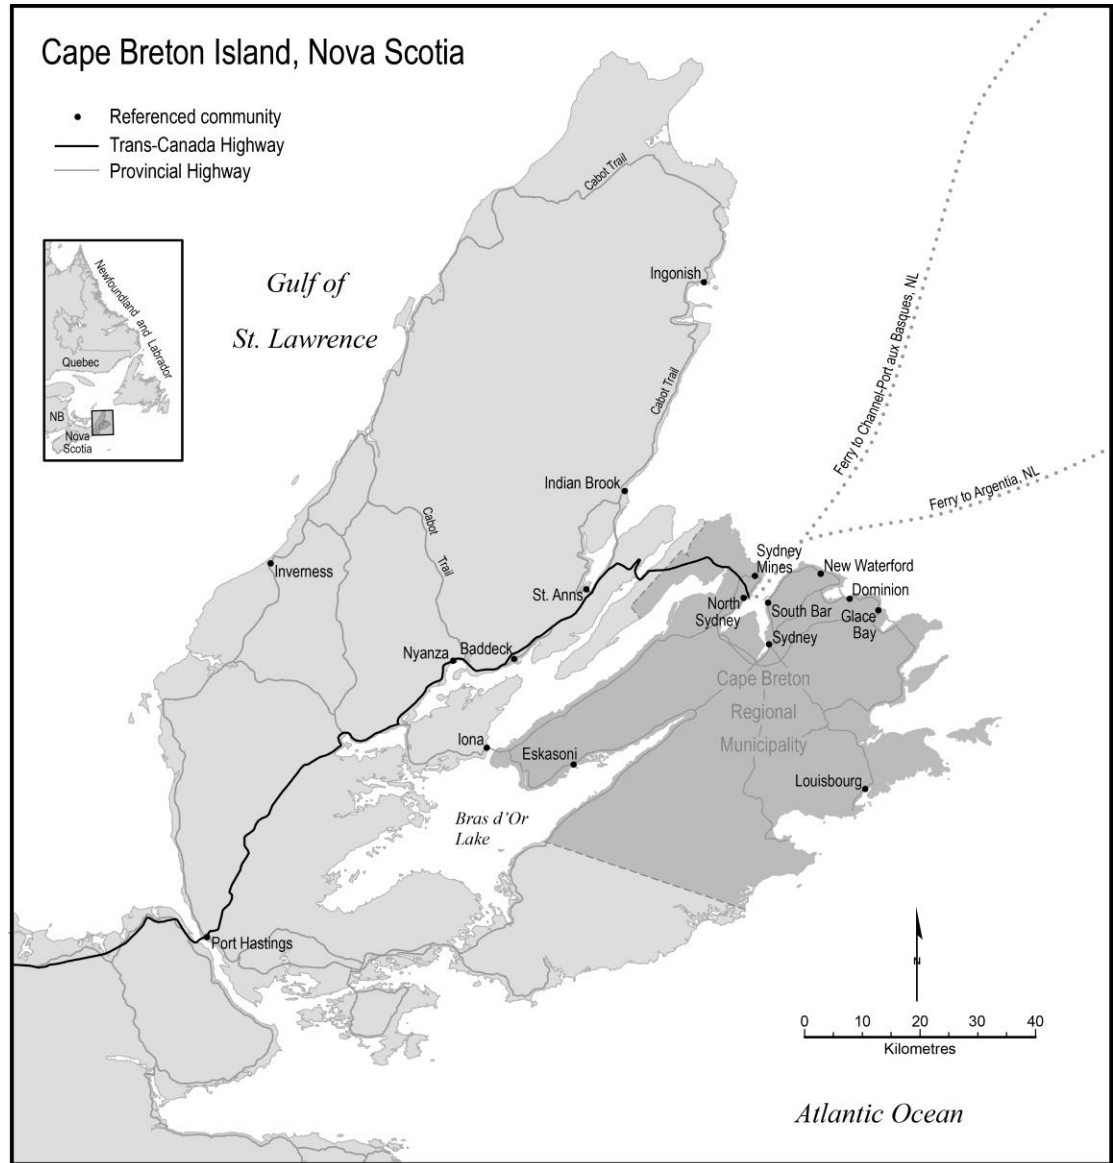 Cape Breton Island, Nova Scotia
Referenced community
Trans-Canada Highway
Provincial Highway
Newfoundland and Labrador
Quebec
NB
Nova
Scotia
Gulf of
St. Lawrence
Cabot Trail
Ingonish
Cabot Trail
Ferry to Channel-Port aux Basques, NL
Ferry to Argentia, NL
Indian Brook
Cabot
Trail
Inverness
St. Anns
Sydney
Mines
New Waterford
North
Sydney
South Bar
Dominion
Glace
Bay
Sydney
Nyanza
Baddeck
Cape Breton
Regional
Municipality
Iona
Eskasoni
Louisbourg
Bras d'Or
Lake
Port Hastings
N
0 10 20 30 40
Kilometres
Atlantic Ocean